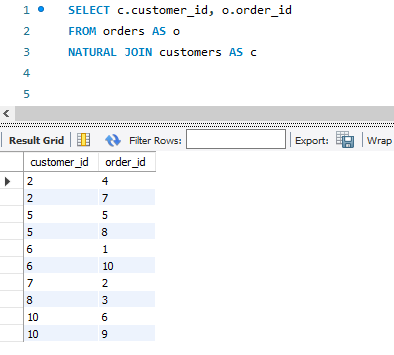 1 SELECT c.customer_id, o.order_id
2 FROM orders AS o
3 NATURAL JOIN customers AS c
4
5
Result Grid Filter Rows: Export: Wrap
customer_id order_id
2 4
2 7
5 5
5 8
6 1
6 10
7 2
8 3
10 6
10 9